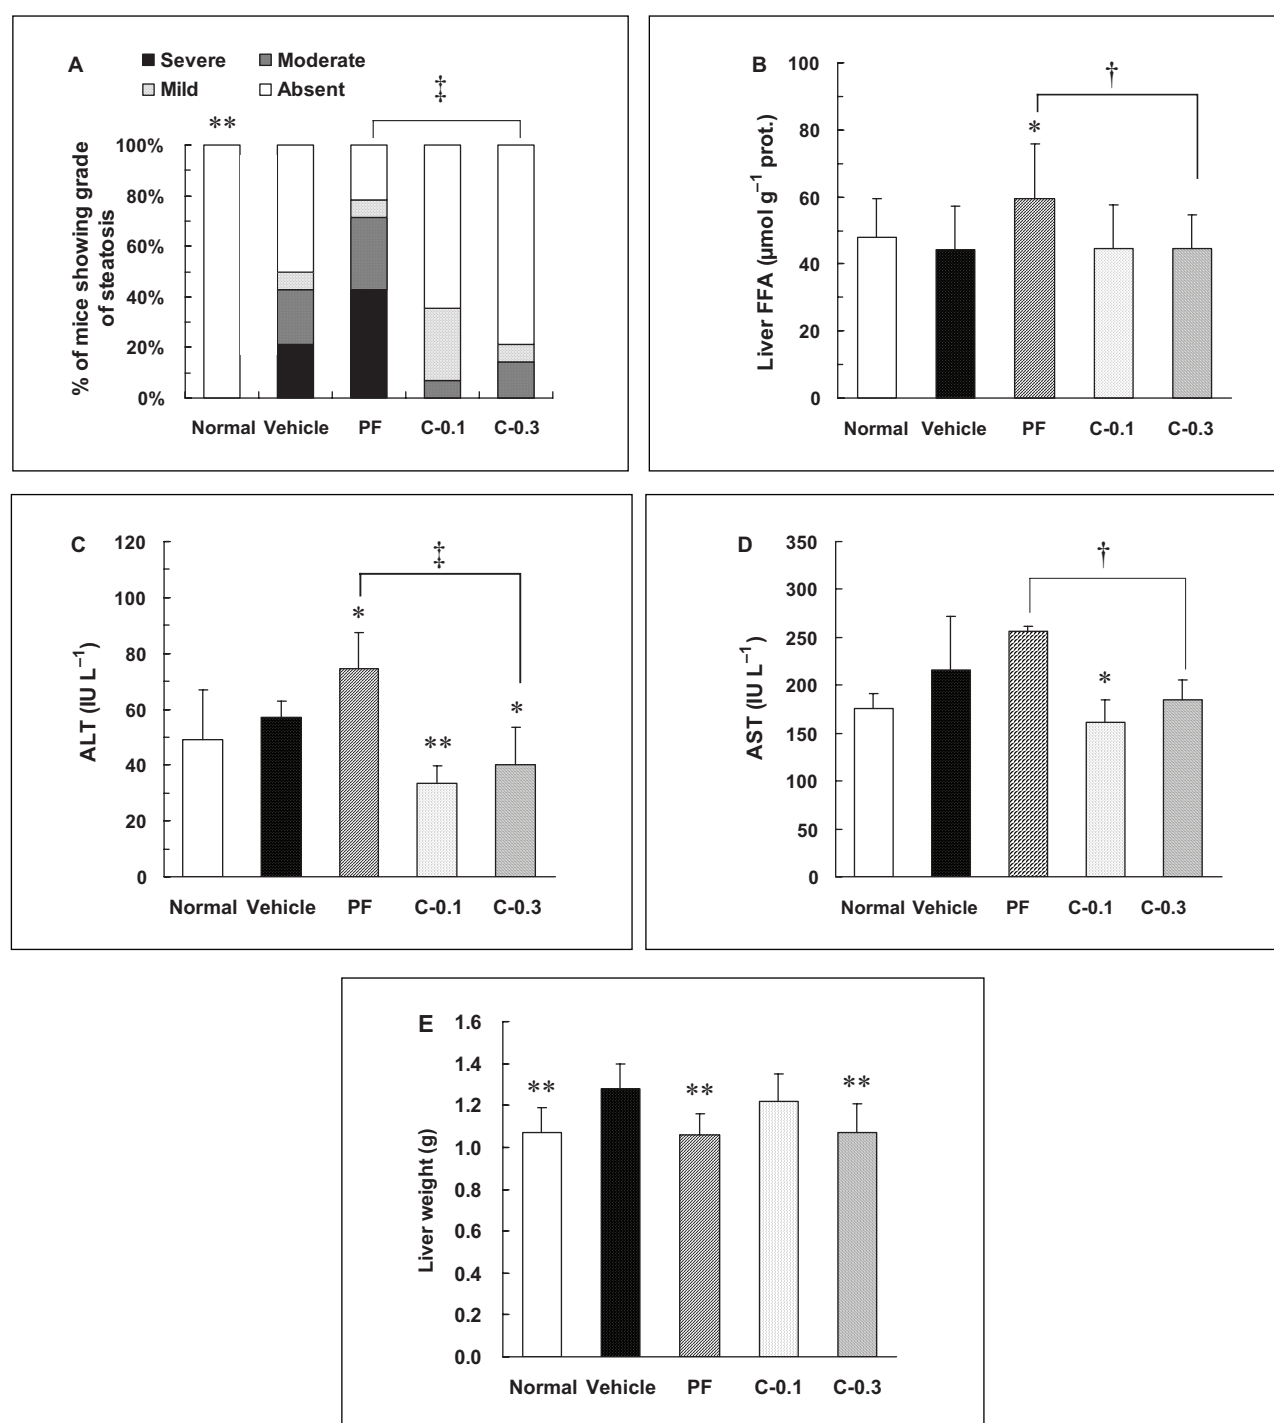 A
Severe Moderate
Mild Absent
‡
**
% of mice showing grade
of steatosis
100%
80%
60%
40%
20%
0%
Normal Vehicle PF C-0.1 C-0.3
B
†
*
Liver FFA (µmol g−1 prot.)
100
80
60
40
20
0
Normal Vehicle PF C-0.1 C-0.3
C
‡
*
**
*
ALT (IU L−1)
120
100
80
60
40
20
0
Normal Vehicle PF C-0.1 C-0.3
D
†
*
AST (IU L−1)
350
300
250
200
150
100
50
0
Normal Vehicle PF C-0.1 C-0.3
E
** ** **
Liver weight (g)
1.6
1.4
1.2
1.0
0.8
0.6
0.4
0.2
0.0
Normal Vehicle PF C-0.1 C-0.3